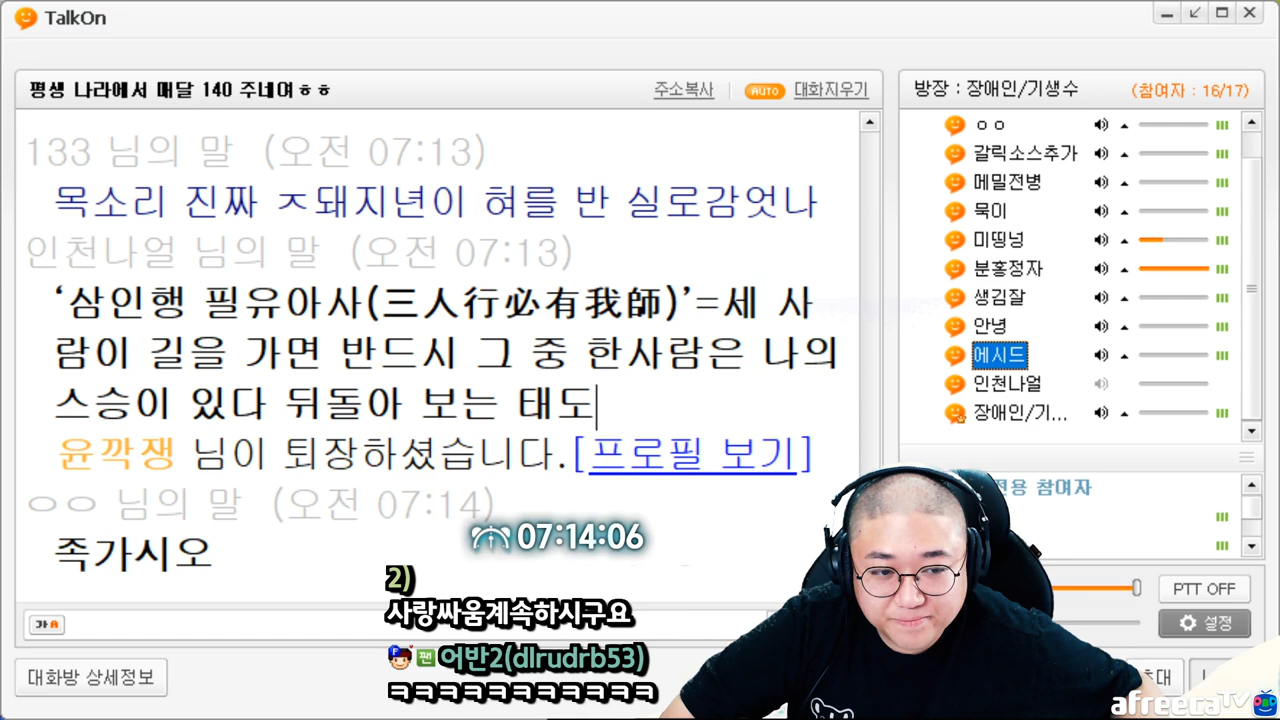 TalkOn
평생 나라에서 매달 140 주네여ㅎㅎ
주소복사
AUTO
대화지우기
133 님의 말 (오전 07:13)
목소리 진짜 ㅈ돼지년이 혀를 반 실로감엇나
인천나얼 님의 말 (오전 07:13)
‘삼인행 필유아사(三人行必有我師)’=세 사
람이 길을 가면 반드시 그 중 한사람은 나의
스승이 있다 뒤돌아 보는 태도
윤깍쟁 님이 퇴장하셨습니다.[프로필 보기]
ㅇㅇ 님의 말 (오전 07:14)
족가시오
가A
대화방 상세정보
방장 : 장애인/기생수
(참여자 : 16/17)
ㅇㅇ
갈릭소스추가
메밀전병
묵이
미띵넝
분홍정자
생김잘
안녕
에시드
인천나얼
장애인/기...
전용 참여자
PTT OFF
설정
초대
07:14:06
2)
사랑싸움계속하시구요
F
팬
어반2(dlrudrb53)
ㅋㅋㅋㅋㅋㅋㅋㅋㅋㅋㅋ
afreecaTV